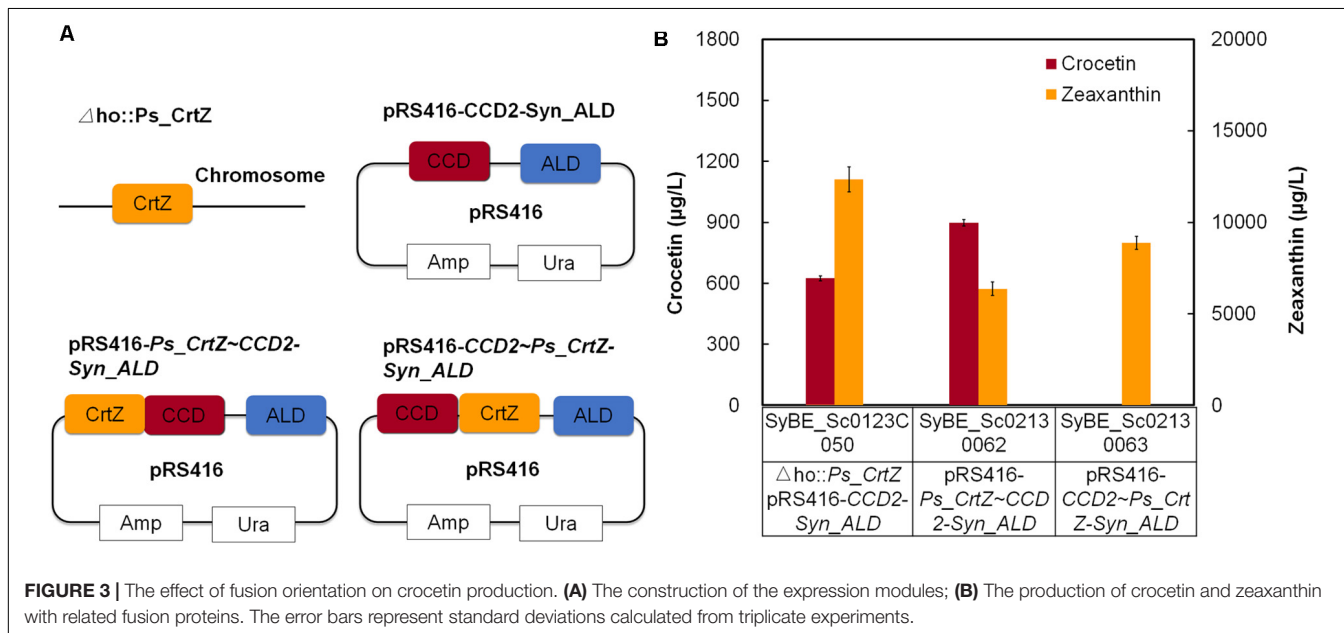 A
△ho::Ps_CrtZ
Chromosome
CrtZ
pRS416-CCD2-Syn_ALD
CCD
ALD
pRS416
Amp
Ura
pRS416-Ps_CrtZ~CCD2-
Syn_ALD
CrtZ
CCD
ALD
pRS416
Amp
Ura
pRS416-CCD2~Ps_CrtZ-
Syn_ALD
CCD
CrtZ
ALD
pRS416
Amp
Ura
B
Crocetin (µg/L)
1800
1500
1200
900
600
300
0
Crocetin
Zeaxanthin
20000
15000
10000
5000
0
Zeaxanthin (µg/L)
SyBE_Sc0123C
050
SyBE_Sc0213
0062
SyBE_Sc0213
0063
△ho::Ps_CrtZ
pRS416-CCD2-
Syn_ALD
pRS416-
Ps_CrtZ~CCD
2-Syn_ALD
pRS416-
CCD2~Ps_Crt
Z-Syn_ALD
FIGURE 3 | The effect of fusion orientation on crocetin production. (A) The construction of the expression modules; (B) The production of crocetin and zeaxanthin
with related fusion proteins. The error bars represent standard deviations calculated from triplicate experiments.